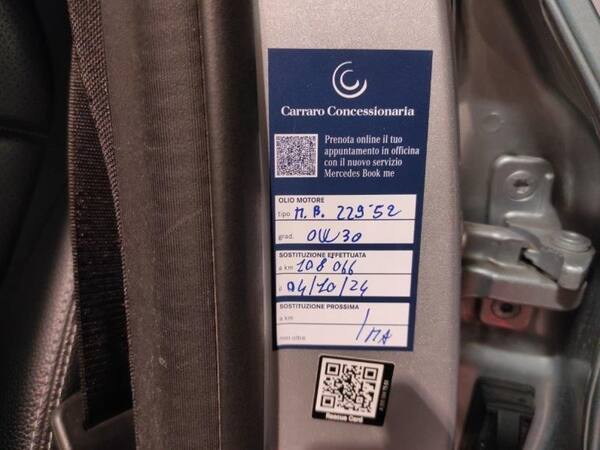 Carraro Concessionaria
Prenota online il tuo
appuntamento in officina
con il nuovo servizio
Mercedes Book me
OLIO MOTORE
tipo M.B. 229.52
grad. 0W30
SOSTITUZIONE EFFETTUATA
a km 108 066
04/10/24
SOSTITUZIONE PROSSIMA
a km
non oltre
Rescue Card